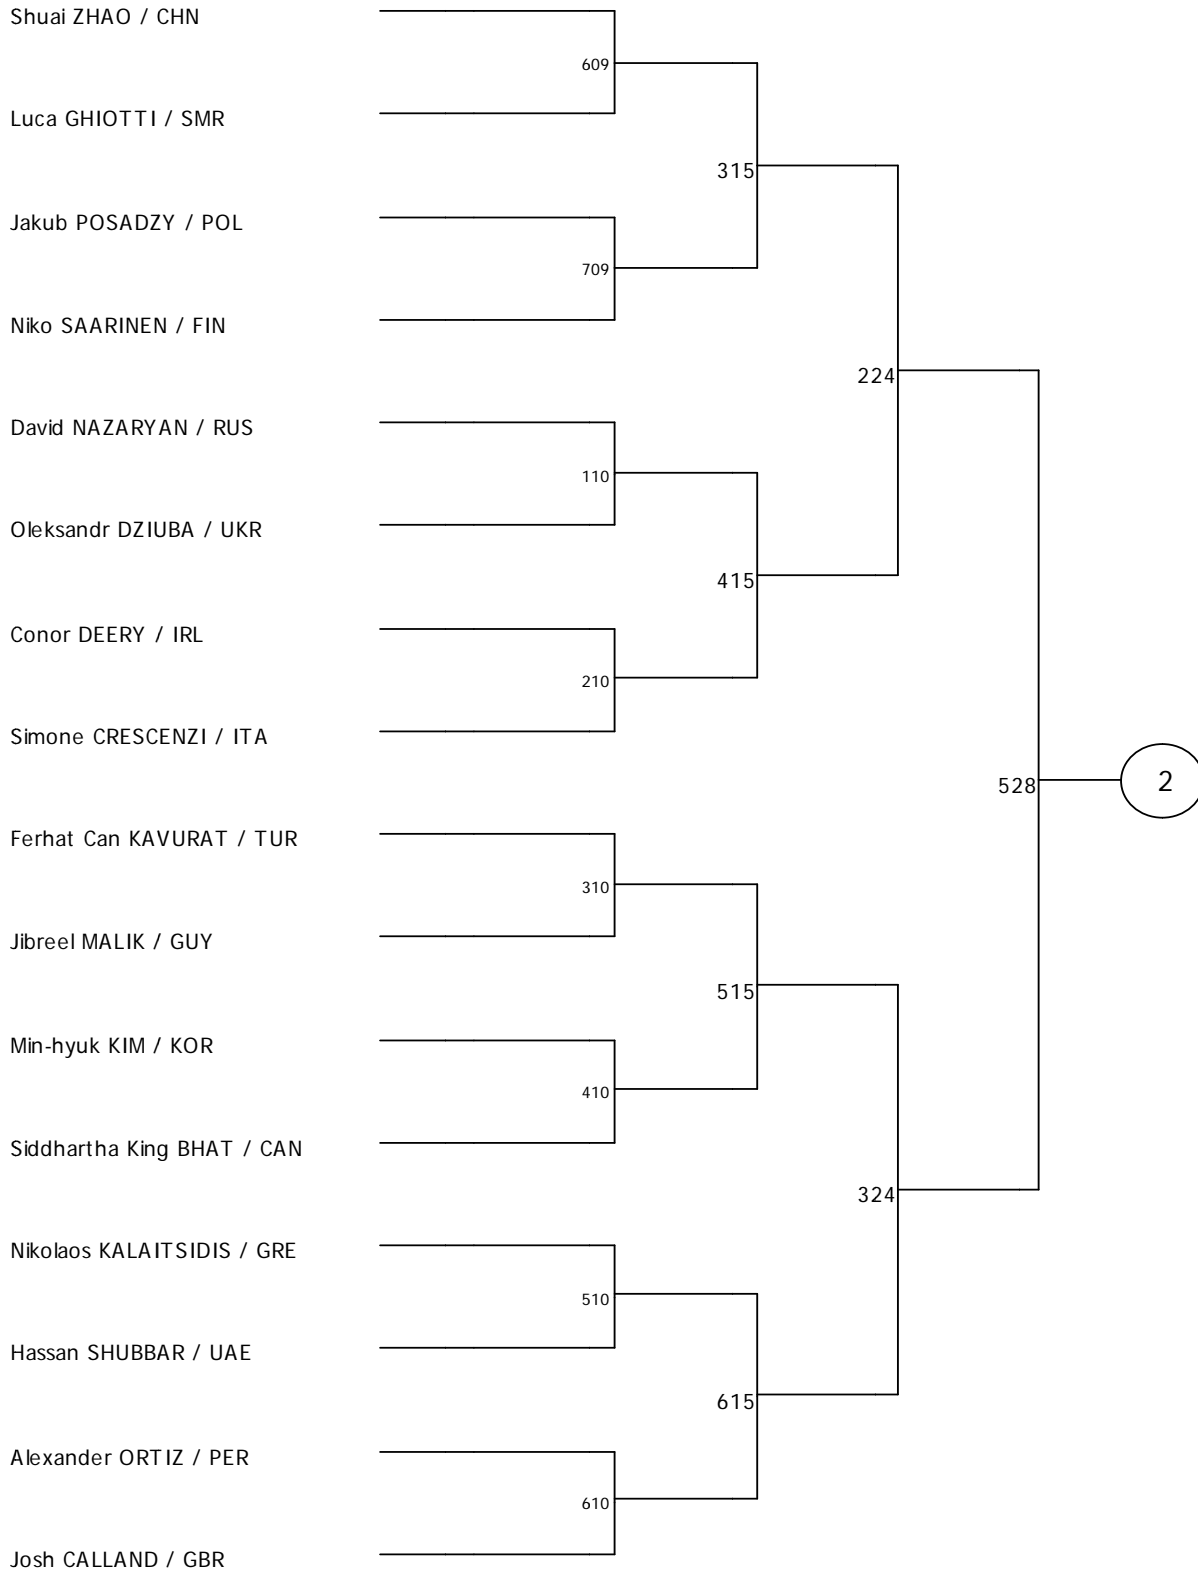 Shuai ZHAO / CHN
609
Luca GHIOTTI / SMR
315
Jakub POSADZY / POL
709
Niko SAARINEN / FIN
224
David NAZARYAN / RUS
110
Oleksandr DZIUBA / UKR
415
Conor DEERY / IRL
210
Simone CRESCENZI / ITA
528
2
Ferhat Can KAVURAT / TUR
310
Jibreel MALIK / GUY
515
Min-hyuk KIM / KOR
410
Siddhartha King BHAT / CAN
324
Nikolaos KALAITSIDIS / GRE
510
Hassan SHUBBAR / UAE
615
Alexander ORTIZ / PER
610
Josh CALLAND / GBR